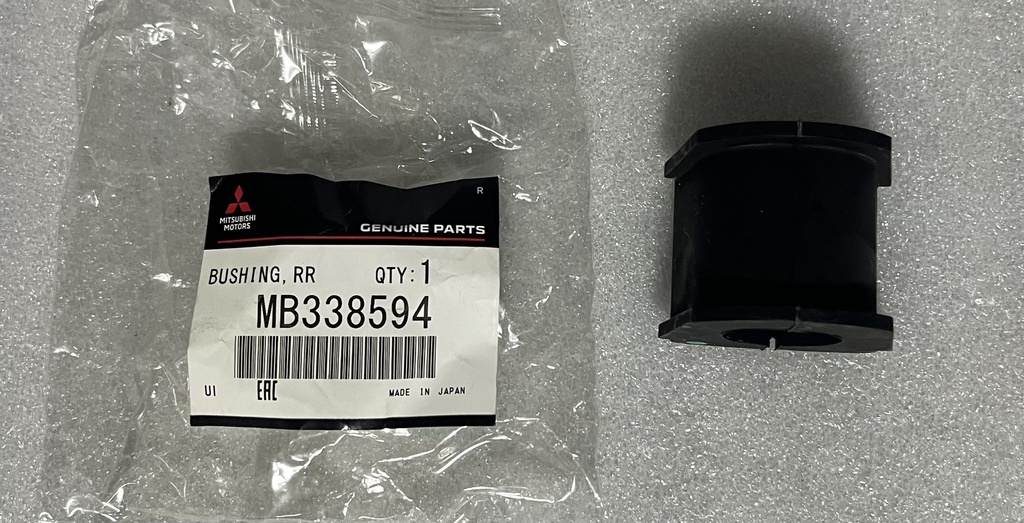 R
MITSUBISHI
MOTORS
GENUINE PARTS
BUSHING, RR QTY: 1
MB338594
UI EAC MADE IN JAPAN